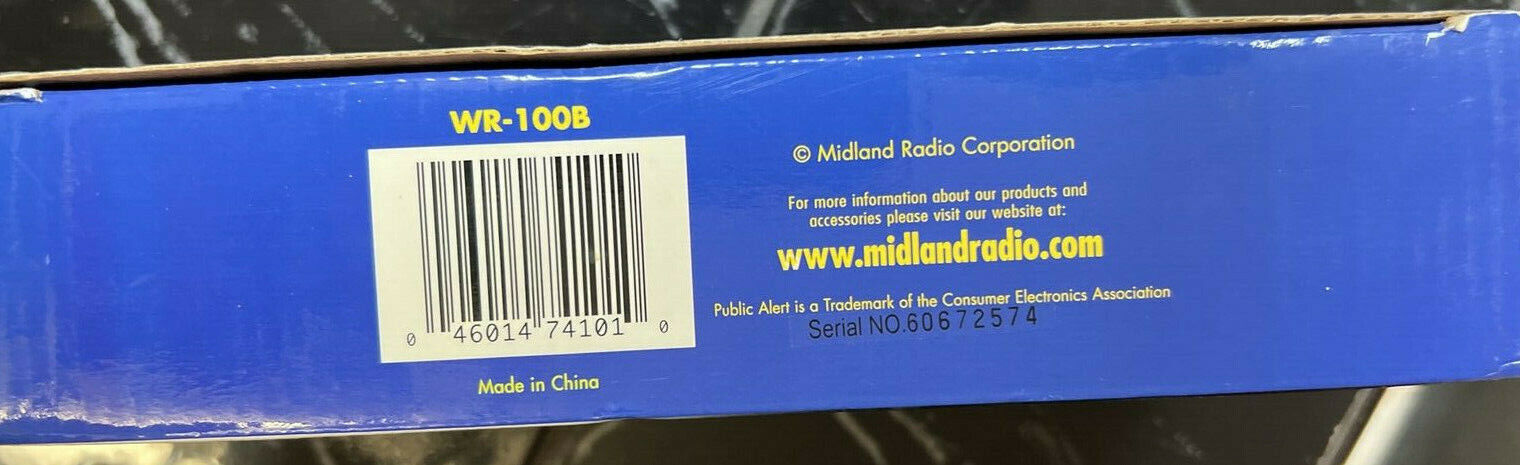 WR-100B
0 46014 74101 0
Made in China
© Midland Radio Corporation
For more information about our products and
accessories please visit our website at:
www.midlandradio.com
Public Alert is a Trademark of the Consumer Electronics Association
Serial NO.60672574